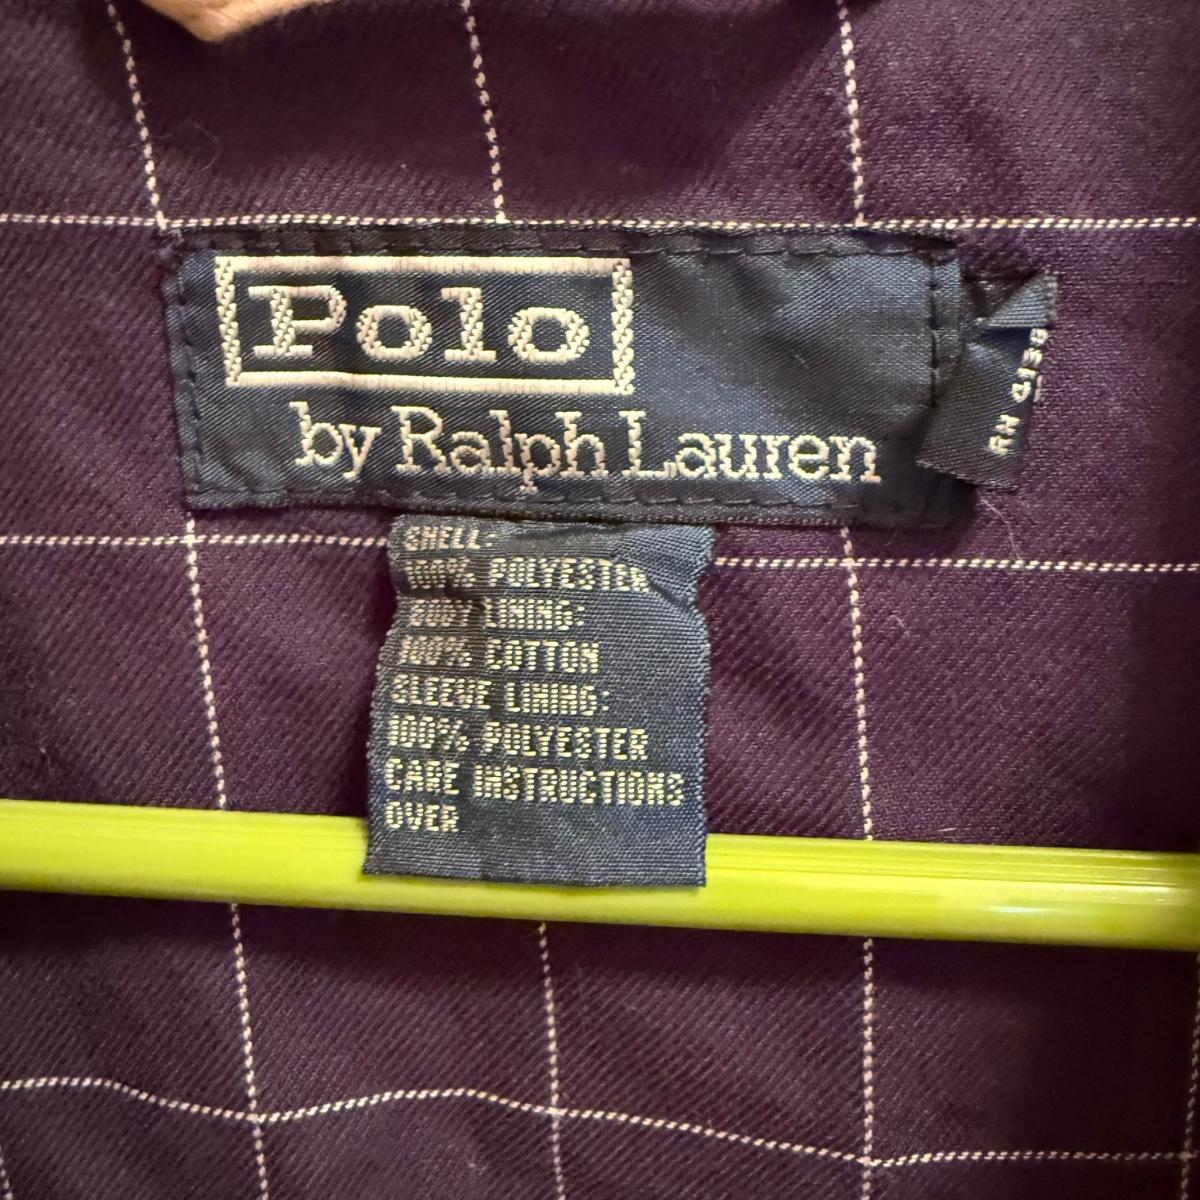 Polo
by Ralph Lauren
SHELL:
100% POLYESTER
BODY LINING:
100% COTTON
SLEEVE LINING:
100% POLYESTER
CARE INSTRUCTIONS
OVER
RN 4153